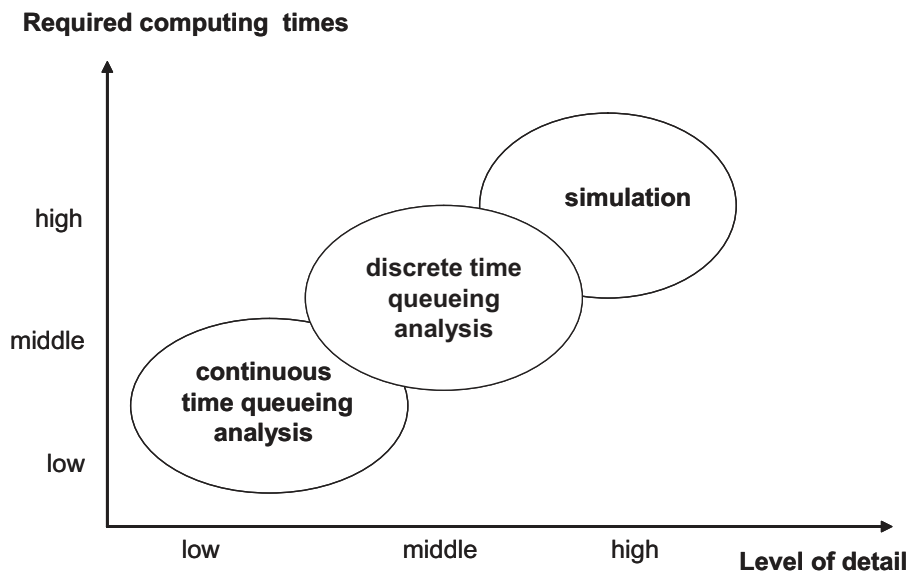 Required computing times
high
simulation
discrete time
queueing
analysis
middle
continuous
time queueing
analysis
low
low
middle
high
Level of detail